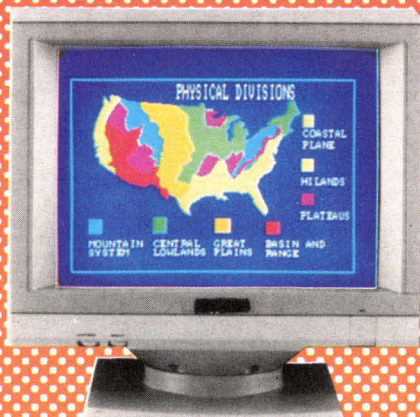 PHYSICAL DIVISIONS
COASTAL
PLANE
HILANDS
PLATEAUS
MOUNTAIN
SYSTEM
CENTRAL
LOWLANDS
GREAT
PLAINS
BASIN AND
RANGE